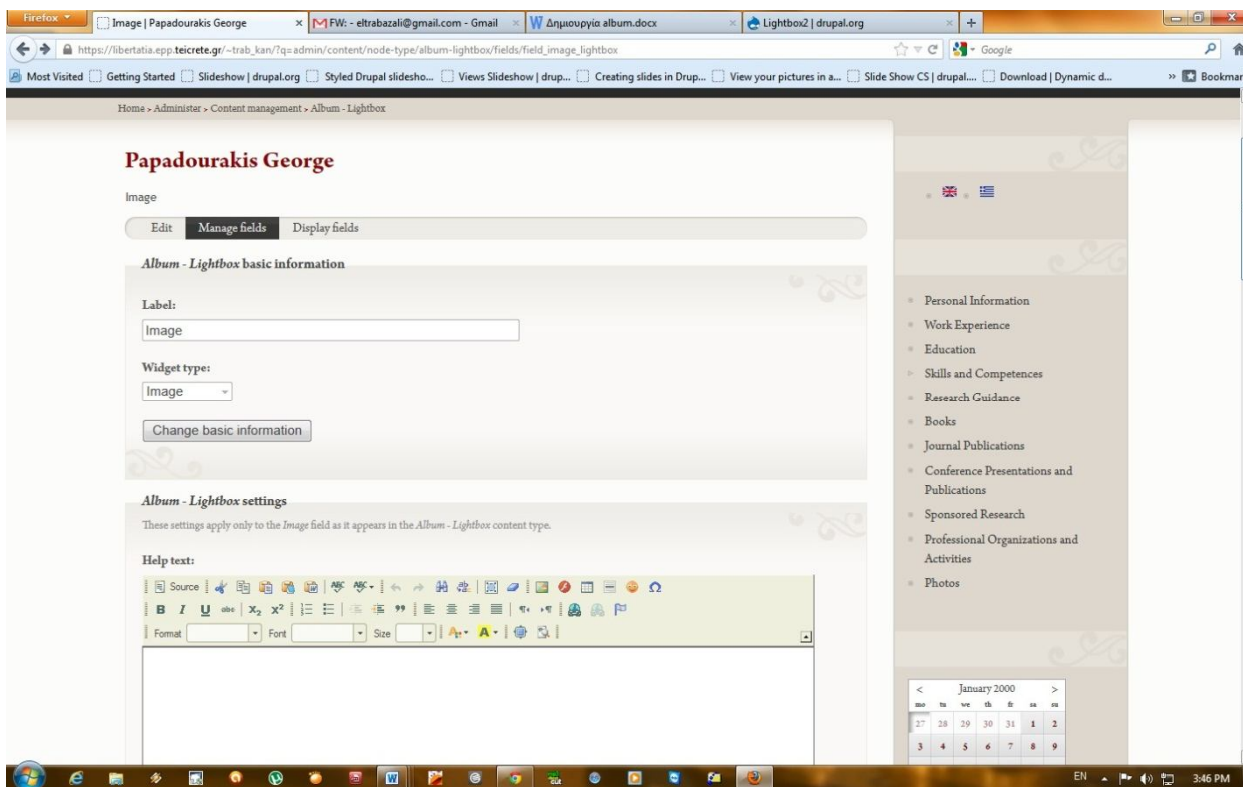 Firefox
Image | Papadourakis George
FW: - eltrabazali@gmail.com - Gmail
Δημιουργία album.docx
Lightbox2 | drupal.org
https://libertatia.epp.teicrete.gr/~trab_kan/?q=admin/content/node-type/album-lightbox/fields/field_image_lightbox
Google
Most Visited Getting Started Slideshow | drupal.org Styled Drupal slidesho... Views Slideshow | drup... Creating slides in Drup... View your pictures in a... Slide Show CS | drupal.... Download | Dynamic d... » Bookmar
Home > Administer > Content management > Album - Lightbox
Papadourakis George
Image
Edit Manage fields Display fields
Album - Lightbox basic information
Label:
Image
Widget type:
Image
Change basic information
Album - Lightbox settings
These settings apply only to the Image field as it appears in the Album - Lightbox content type.
Help text:
Source
B I U abc X₂ X²
Format Font Size
Personal Information
Work Experience
Education
Skills and Competences
Research Guidance
Books
Journal Publications
Conference Presentations and
Publications
Sponsored Research
Professional Organizations and
Activities
Photos
< January 2000 >
mo tu we th fr sa su
27 28 29 30 31 1 2
3 4 5 6 7 8 9
EN 3:46 PM